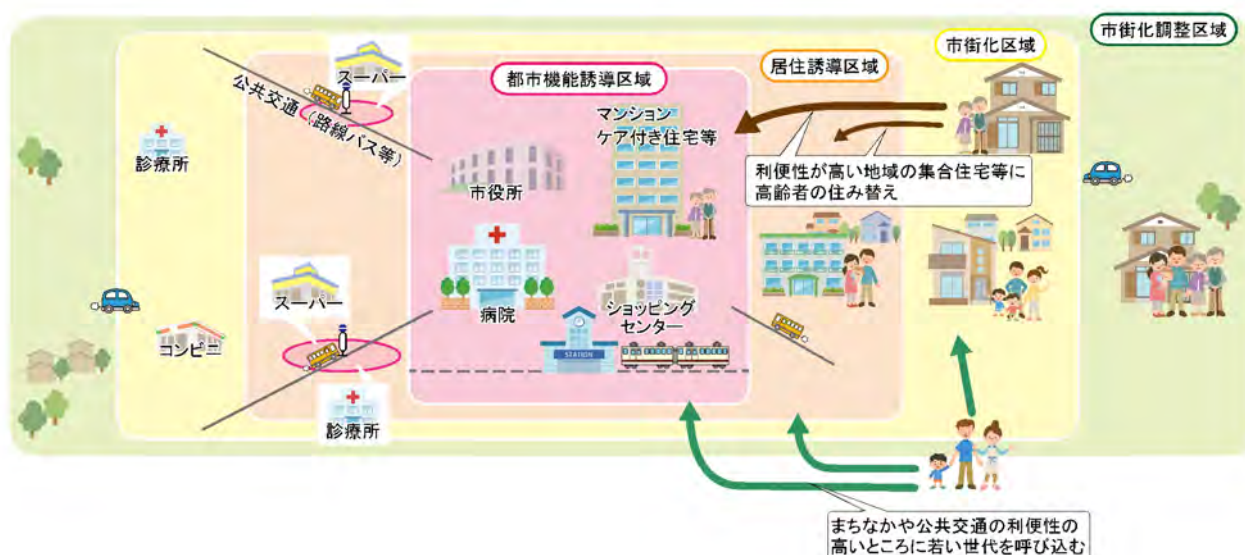 市街化調整区域
市街化区域
居住誘導区域
都市機能誘導区域
スーパー
公共交通（路線バス等）
診療所
マンション
ケア付き住宅等
市役所
利便性が高い地域の集合住宅等に
高齢者の住み替え
スーパー
病院
ショッピング
センター
コンビニ
STATION
診療所
まちなかや公共交通の利便性の
高いところに若い世代を呼び込む